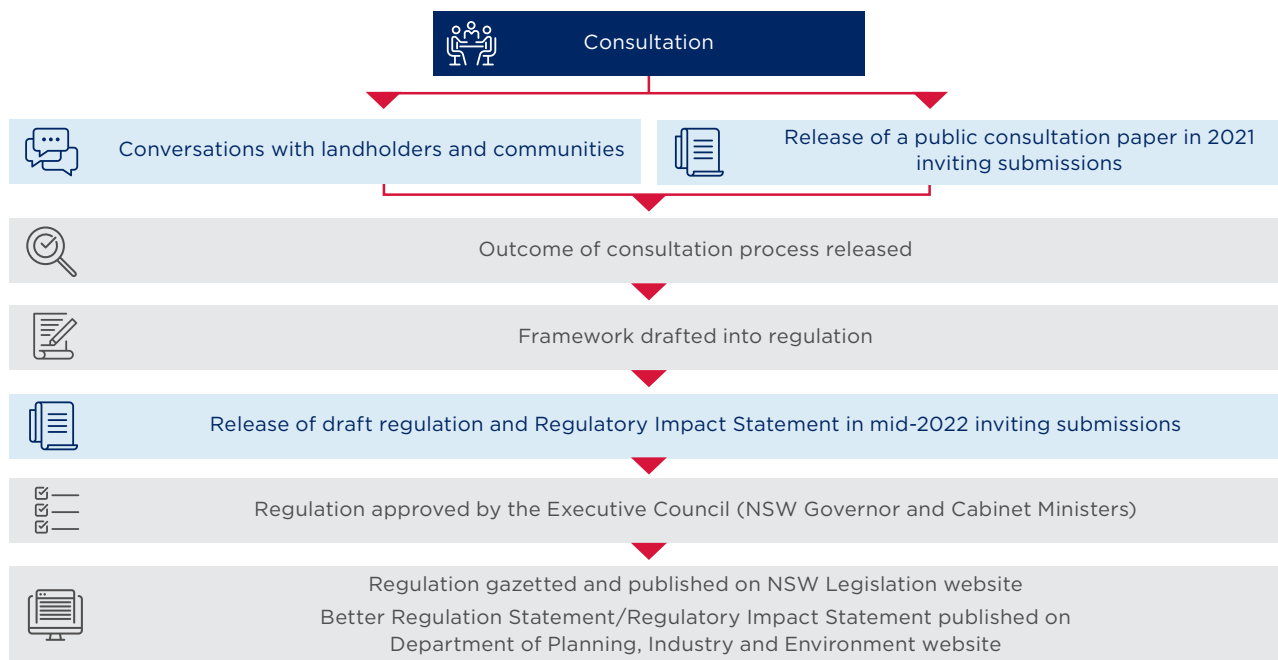 Consultation
Conversations with landholders and communities
Release of a public consultation paper in 2021
inviting submissions
Outcome of consultation process released
Framework drafted into regulation
Release of draft regulation and Regulatory Impact Statement in mid-2022 inviting submissions
Regulation approved by the Executive Council (NSW Governor and Cabinet Ministers)
Regulation gazetted and published on NSW Legislation website
Better Regulation Statement/Regulatory Impact Statement published on
Department of Planning, Industry and Environment website